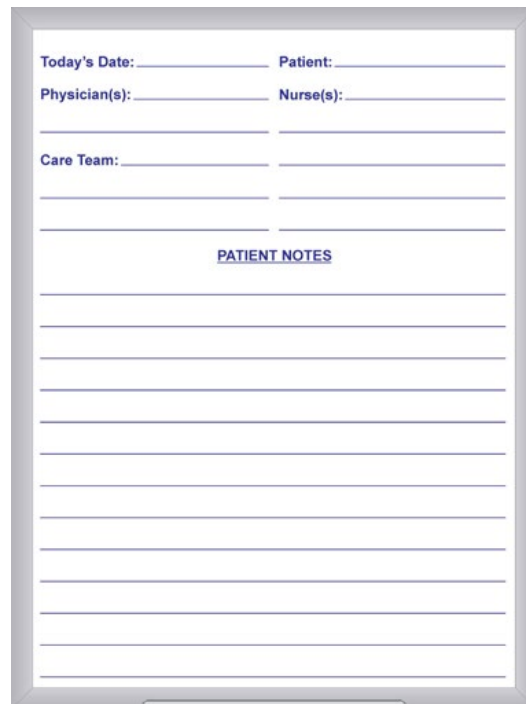 Today's Date: Patient:
Physician(s): Nurse(s):
Care Team:
PATIENT NOTES